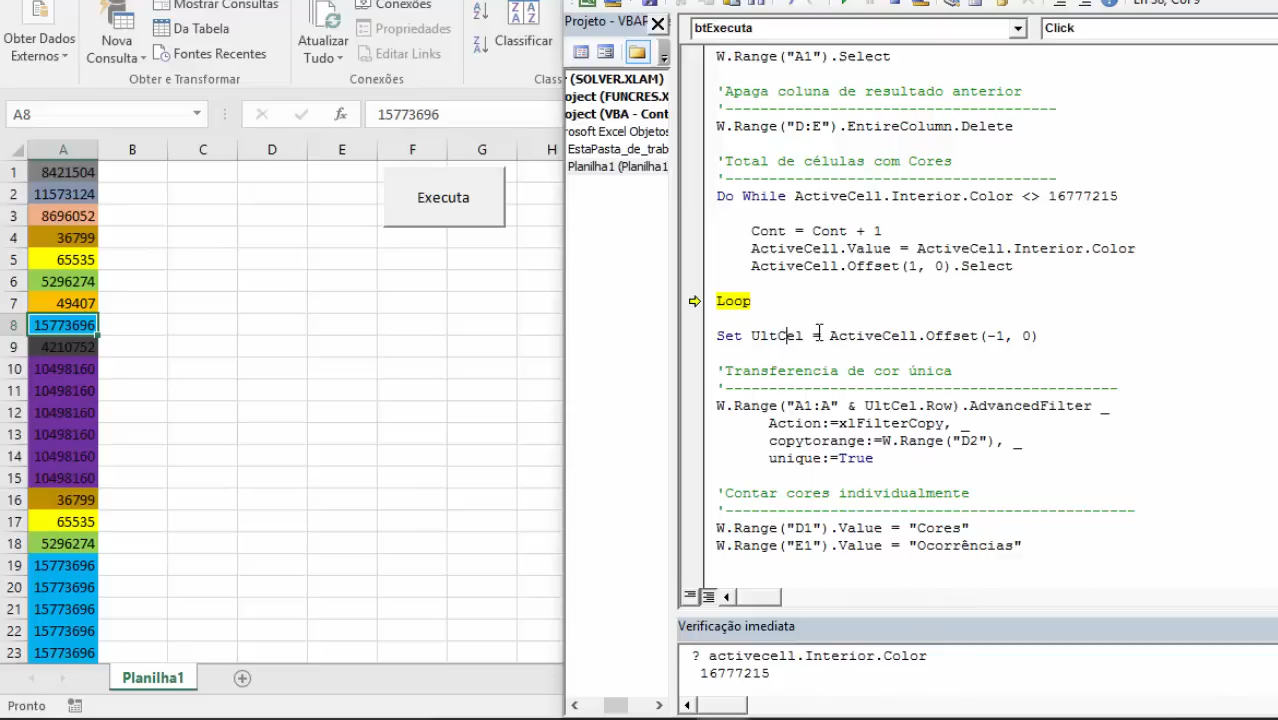 Obter Dados
Externos
Nova
Consulta
Mostrar Consultas
Da Tabela
Fontes Recentes
Obter e Transformar
Atualizar
Tudo
Conexões
Propriedades
Editar Links
Conexões
Classificar
Class
A8
fx
15773696
A B C D E F G H
1 8421504
2 11573124
3 8696052
4 36799
5 65535
6 5296274
7 49407
8 15773696
9 4210752
10 10498160
11 10498160
12 10498160
13 10498160
14 10498160
15 10498160
16 36799
17 65535
18 5296274
19 15773696
20 15773696
21 15773696
22 15773696
23 15773696
Executa
Planilha1
Pronto
Projeto - VBAP
(SOLVER.XLAM)
oject (FUNCRES.X
oject (VBA - Cont
rosoft Excel Objetos
EstaPasta_de_trab
Planilha1 (Planilha1
btExecuta
Click
W.Range("A1").Select
'Apaga coluna de resultado anterior
'--------------------------------------
W.Range("D:E").EntireColumn.Delete
'Total de células com Cores
'--------------------------------------
Do While ActiveCell.Interior.Color <> 16777215
Cont = Cont + 1
ActiveCell.Value = ActiveCell.Interior.Color
ActiveCell.Offset(1, 0).Select
Loop
Set UltCel = ActiveCell.Offset(-1, 0)
'Transferencia de cor única
'---------------------------------------------
W.Range("A1:A" & UltCel.Row).AdvancedFilter _
Action:=xlFilterCopy, _
copytorange:=W.Range("D2"), _
unique:=True
'Contar cores individualmente
'-----------------------------------------------
W.Range("D1").Value = "Cores"
W.Range("E1").Value = "Ocorrências"
Verificação imediata
? activecell.Interior.Color
16777215